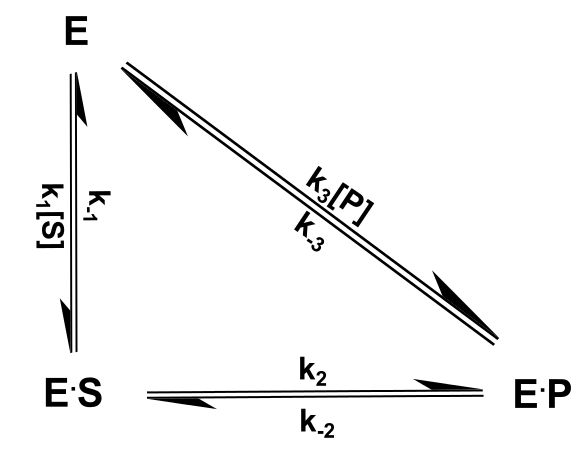 E
k₃[P]
k₋₃
k₁[S]
k₋₁
E·S
k₂
k₋₂
E·P